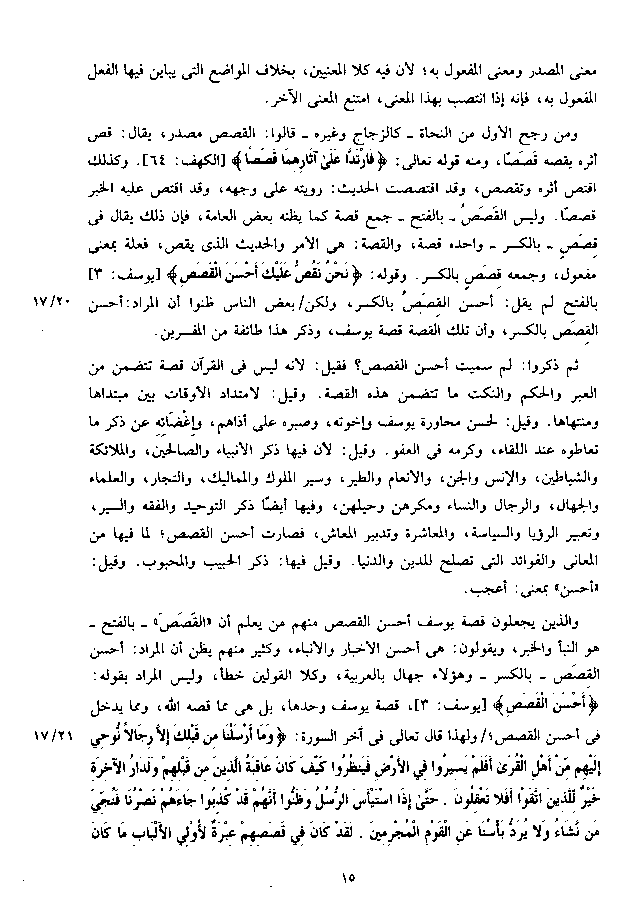 معنى المصدر ومعنى المفعول به؛ لأن فيه كلا المعنيين، بخلاف المواضع التى يباين فيها الفعل
المفعول به، فإنه إذا انتصب بهذا المعنى، امتنع المعنى الآخر.
ومن رجح الأول من النحاة ـ كالزجاج وغيره ـ قالوا: القصص مصدر، يقال: قص
أثره يقصه قصَصًا، ومنه قوله تعالى: ﴿فَارْتَدَّا عَلَىٰ آثَارِهِمَا قَصَصًا﴾ [الكهف: ٦٤]. وكذلك
اقتص أثره وتقصص، وقد اقتصصت الحديث: رويته على وجهه، وقد اقتص عليه الخبر
قصصًا. وليس القَصَصُ ـ بالفتح ـ جمع قصة كما يظنه بعض العامة، فإن ذلك يقال فى
قِصَصٍ ـ بالكسر ـ واحده قصة، والقصة: هى الأمر والحديث الذى يقص، فعلة بمعنى
مفعول، وجمعه قِصَص بالكسر. وقوله: ﴿نَحْنُ نَقُصُّ عَلَيْكَ أَحْسَنَ الْقَصَصِ﴾ [يوسف: ٣]
بالفتح لم يقل: أحسن القِصَصُ بالكسر، ولكن/ بعض الناس ظنوا أن المراد: أحسن
١٧/٢٠
القِصَص بالكسر، وأن تلك القصة قصة يوسف، وذكر هذا طائفة من المفسرين.
ثم ذكروا: لم سميت أحسن القصص؟ فقيل: لأنه ليس فى القرآن قصة تتضمن من
العبر والحكم والنكت ما تتضمن هذه القصة. وقيل: لامتداد الأوقات بين مبتداها
ومنتهاها. وقيل: لحسن محاورة يوسف وإخوته، وصبره على أذاهم، وإغْضَائِه عن ذكر ما
تعاطوه عند اللقاء، وكرمه فى العفو. وقيل: لأن فيها ذكر الأنبياء والصالحين، والملائكة
والشياطين، والإنس والجن، والأنعام والطير، وسير الملوك والمماليك، والتجار، والعلماء
والجهال، والرجال والنساء ومكرهن وحيلهن، وفيها أيضًا ذكر التوحيد والفقه والسير،
وتعبير الرؤيا والسياسة، والمعاشرة وتدبير المعاش، فصارت أحسن القصص؛ لما فيها من
المعانى والفوائد التى تصلح للدين والدنيا. وقيل فيها: ذكر الحبيب والمحبوب. وقيل:
«أحسن» بمعنى: أعجب.
والذين يجعلون قصة يوسف أحسن القصص منهم من يعلم أن «القَصَصَ» ـ بالفتح ـ
هو النبأ والخبر، ويقولون: هى أحسن الأخبار والأنباء، وكثير منهم يظن أن المراد: أحسن
القِصَص ـ بالكسر ـ وهؤلاء جهال بالعربية، وكلا القولين خطأ، وليس المراد بقوله:
﴿أَحْسَنَ الْقَصَصِ﴾ [يوسف: ٣]، قصة يوسف وحدها، بل هى مما قصه الله، ومما يدخل
فى أحسن القصص؛/ ولهذا قال تعالى فى آخر السورة: ﴿وَمَا أَرْسَلْنَا مِن قَبْلِكَ إِلاَّ رِجَالاً نُّوحِي
١٧/٢١
إِلَيْهِم مِّنْ أَهْلِ الْقُرَىٰ أَفَلَمْ يَسِيرُوا فِي الأَرْضِ فَيَنظُرُوا كَيْفَ كَانَ عَاقِبَةُ الَّذِينَ مِن قَبْلِهِمْ وَلَدَارُ الآخِرَةِ
خَيْرٌ لِّلَّذِينَ اتَّقَوْا أَفَلا تَعْقِلُونَ . حَتَّىٰ إِذَا اسْتَيْأَسَ الرُّسُلُ وَظَنُّوا أَنَّهُمْ قَدْ كُذِبُوا جَاءَهُمْ نَصْرُنَا فَنُجِّيَ
مَن نَّشَاءُ وَلا يُرَدُّ بَأْسُنَا عَنِ الْقَوْمِ الْمُجْرِمِينَ . لَقَدْ كَانَ فِي قَصَصِهِمْ عِبْرَةٌ لأُوْلِي الأَلْبَابِ مَا كَانَ
١٥